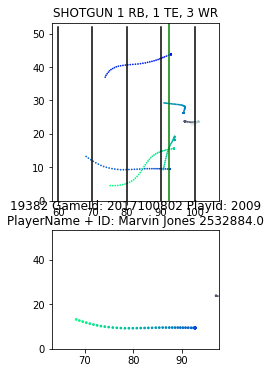 SHOTGUN 1 RB, 1 TE, 3 WR
50
40
30
20
10
0
60 70 80 90 100
19382 GameId: 2017100802 PlayId: 2009
PlayerName + ID: Marvin Jones 2532884.0
40
20
0
70 80 90